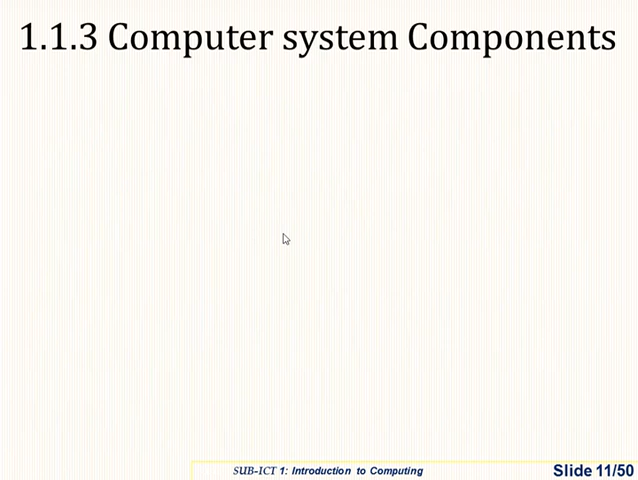 1.1.3 Computer system Components
SUB-ICT 1: Introduction to Computing
Slide 11/50